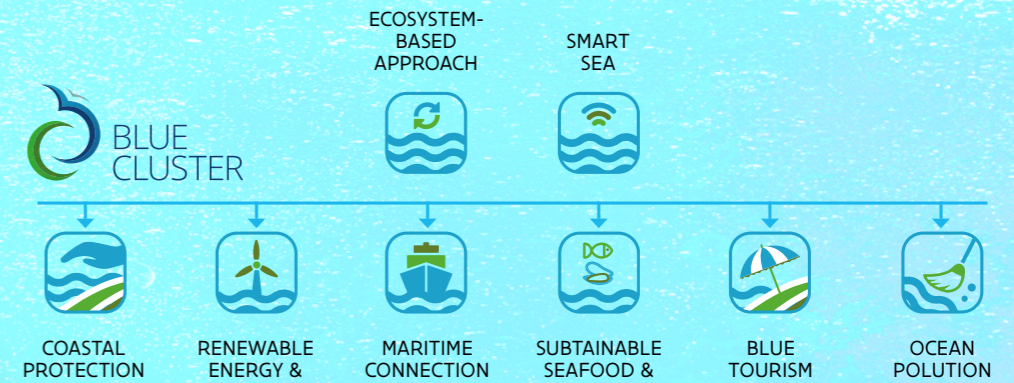 ECOSYSTEM-
BASED
APPROACH
SMART
SEA
BLUE
CLUSTER
COASTAL
PROTECTION
RENEWABLE
ENERGY &
MARITIME
CONNECTION
SUBTAINABLE
SEAFOOD &
BLUE
TOURISM
OCEAN
POLUTION